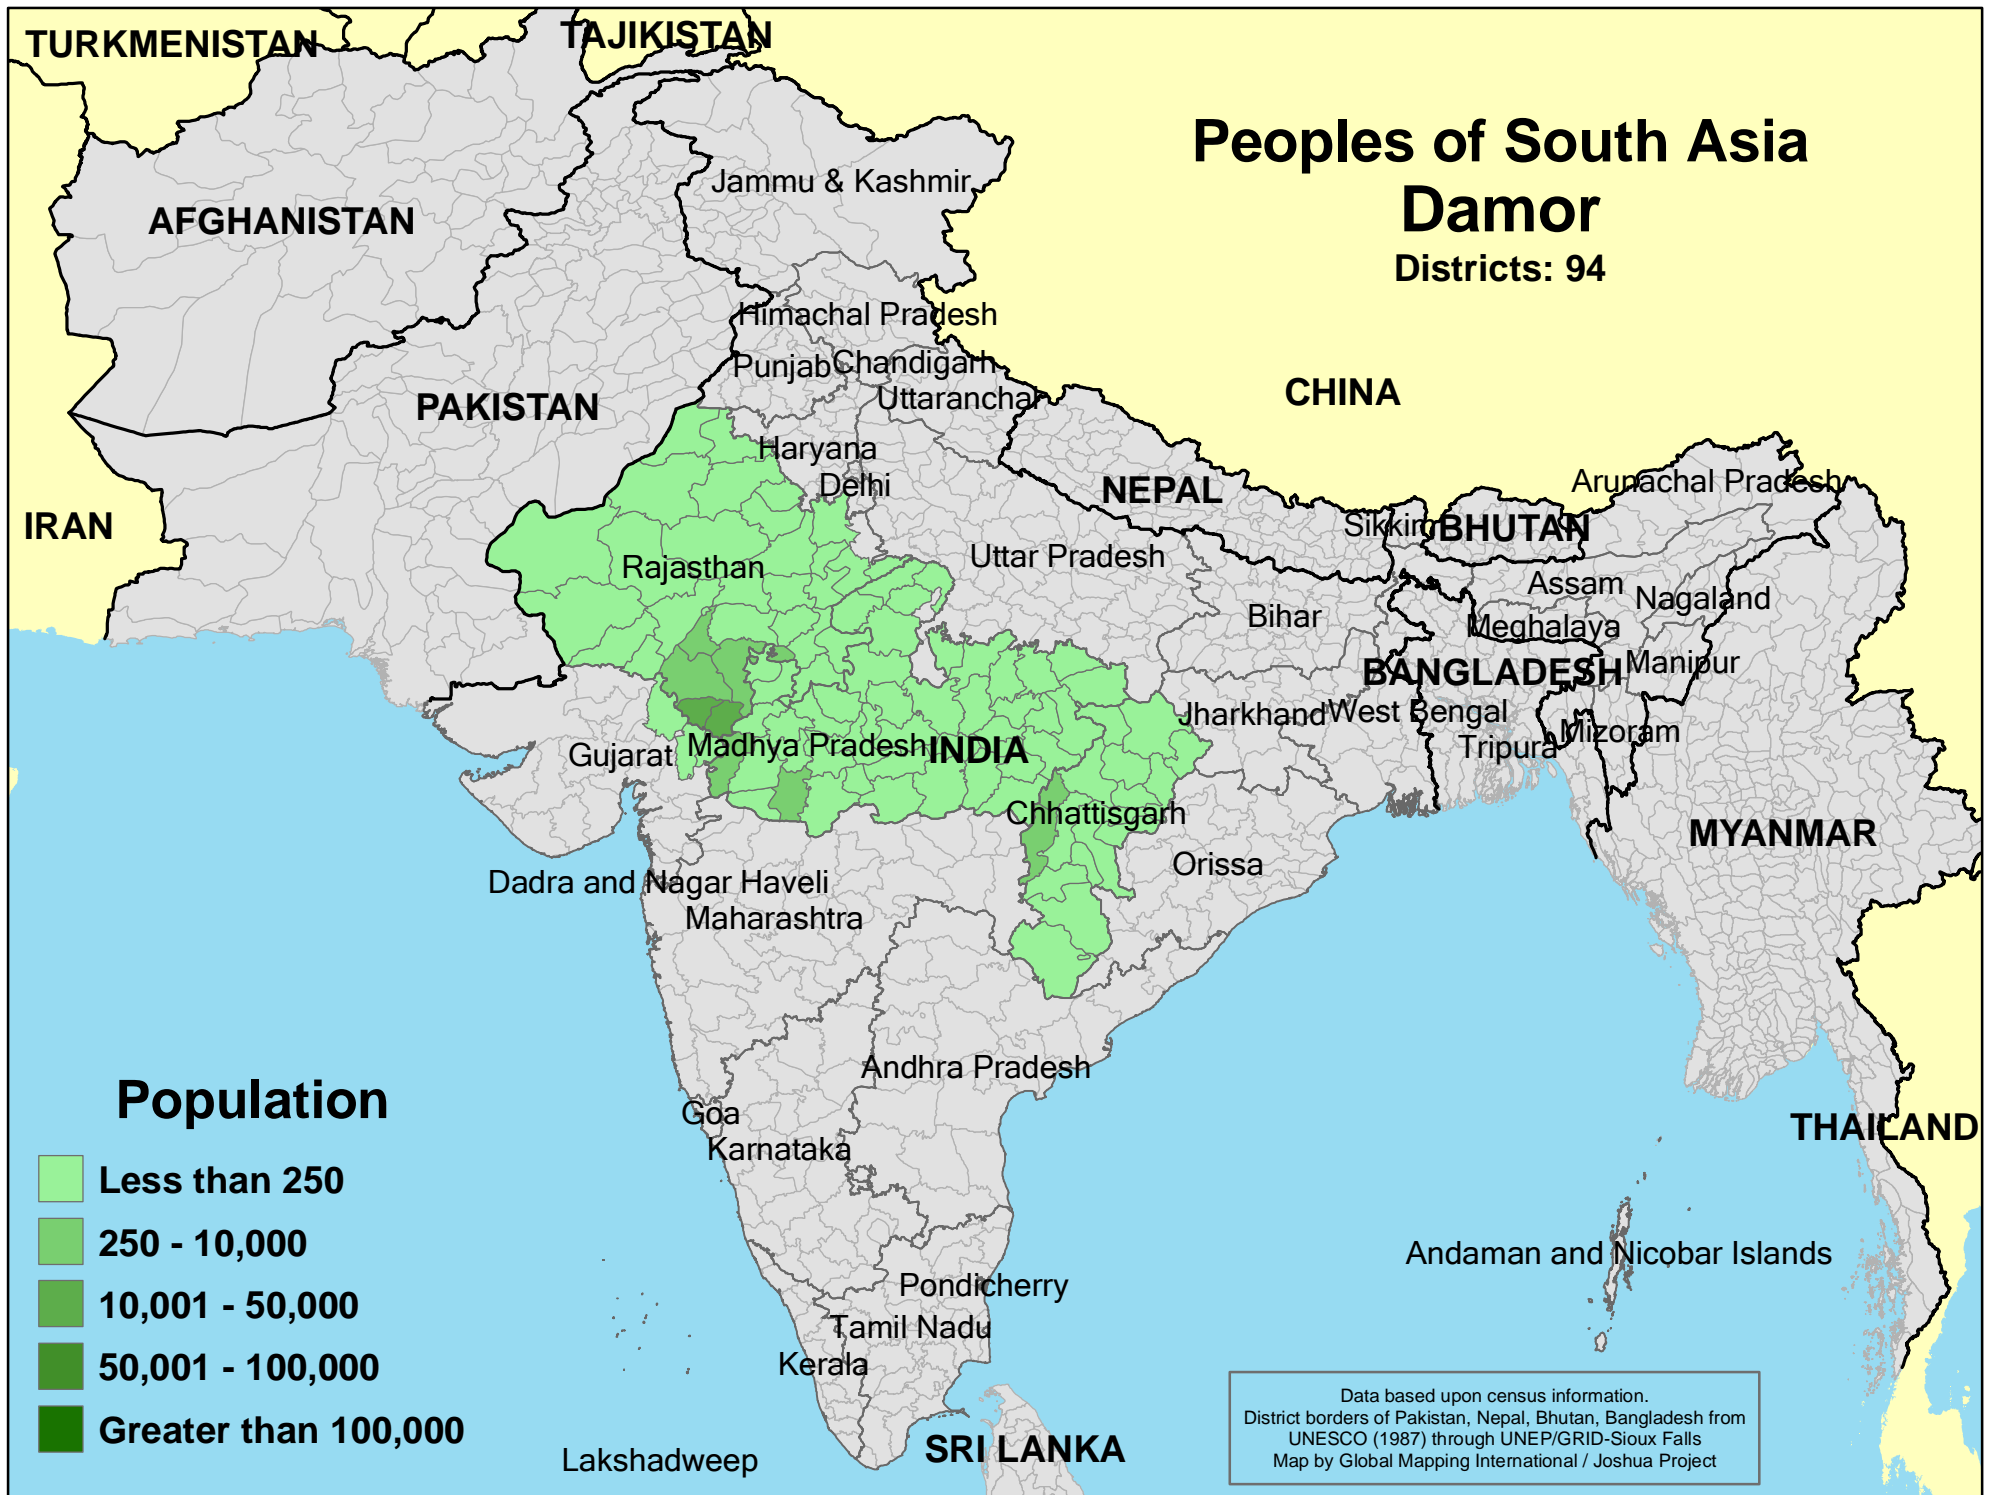 TURKMENISTAN
TAJIKISTAN
Peoples of South Asia
Damor
Districts: 94
Jammu & Kashmir
AFGHANISTAN
Himachal Pradesh
Punjab
Chandigarh
CHINA
Uttaranchal
PAKISTAN
Haryana
Delhi
NEPAL
Arunachal Pradesh
IRAN
Sikkim
BHUTAN
Rajasthan
Uttar Pradesh
Assam
Nagaland
Bihar
Meghalaya
BANGLADESH
Manipur
Jharkhand
West Bengal
Gujarat
Madhya Pradesh
INDIA
Tripura
Mizoram
Chhattisgarh
MYANMAR
Orissa
Dadra and Nagar Haveli
Maharashtra
Andhra Pradesh
Goa
Karnataka
THAILAND
Andaman and Nicobar Islands
Pondicherry
Tamil Nadu
Kerala
Lakshadweep
SRI LANKA
Population
Less than 250
250 - 10,000
10,001 - 50,000
50,001 - 100,000
Greater than 100,000
Data based upon census information.
District borders of Pakistan, Nepal, Bhutan, Bangladesh from
UNESCO (1987) through UNEP/GRID-Sioux Falls
Map by Global Mapping International / Joshua Project